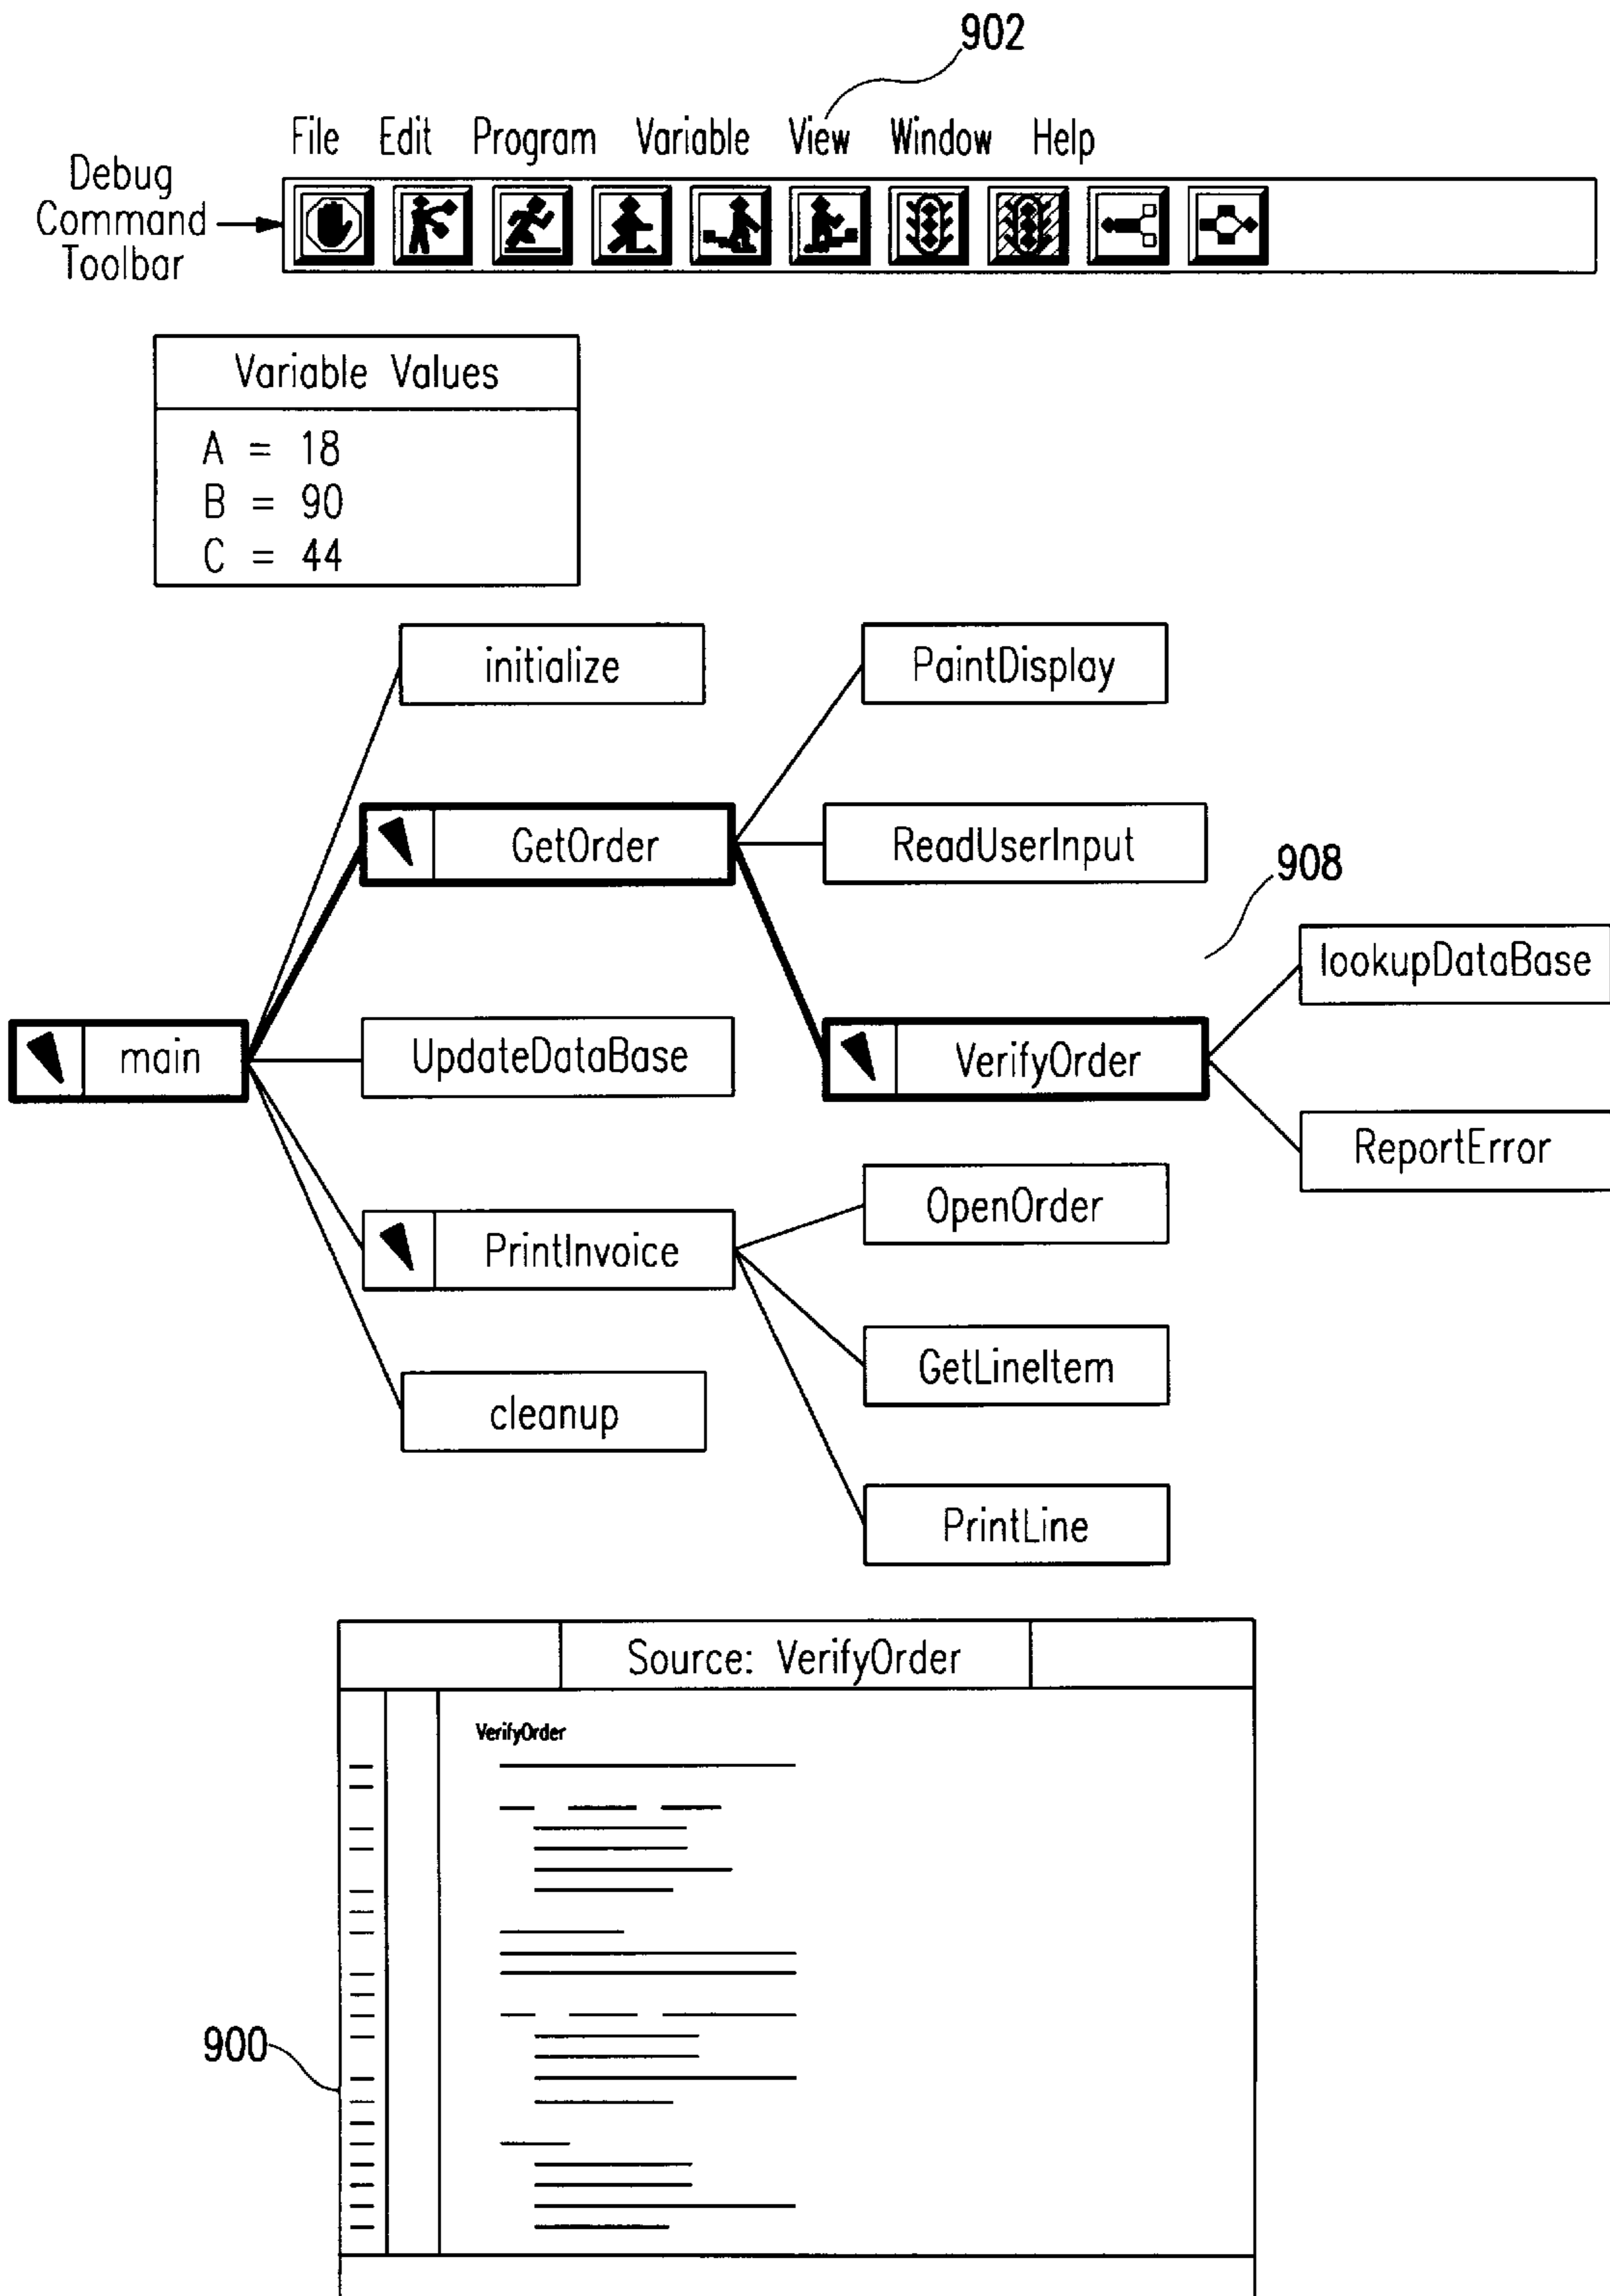 902
File Edit Program Variable View Window Help
Debug
Command
Toolbar
Variable Values
A = 18
B = 90
C = 44
initialize
PaintDisplay
GetOrder
ReadUserInput
908
lookupDataBase
main
UpdateDataBase
VerifyOrder
ReportError
OpenOrder
PrintInvoice
GetLineItem
cleanup
PrintLine
Source: VerifyOrder
VerifyOrder
900